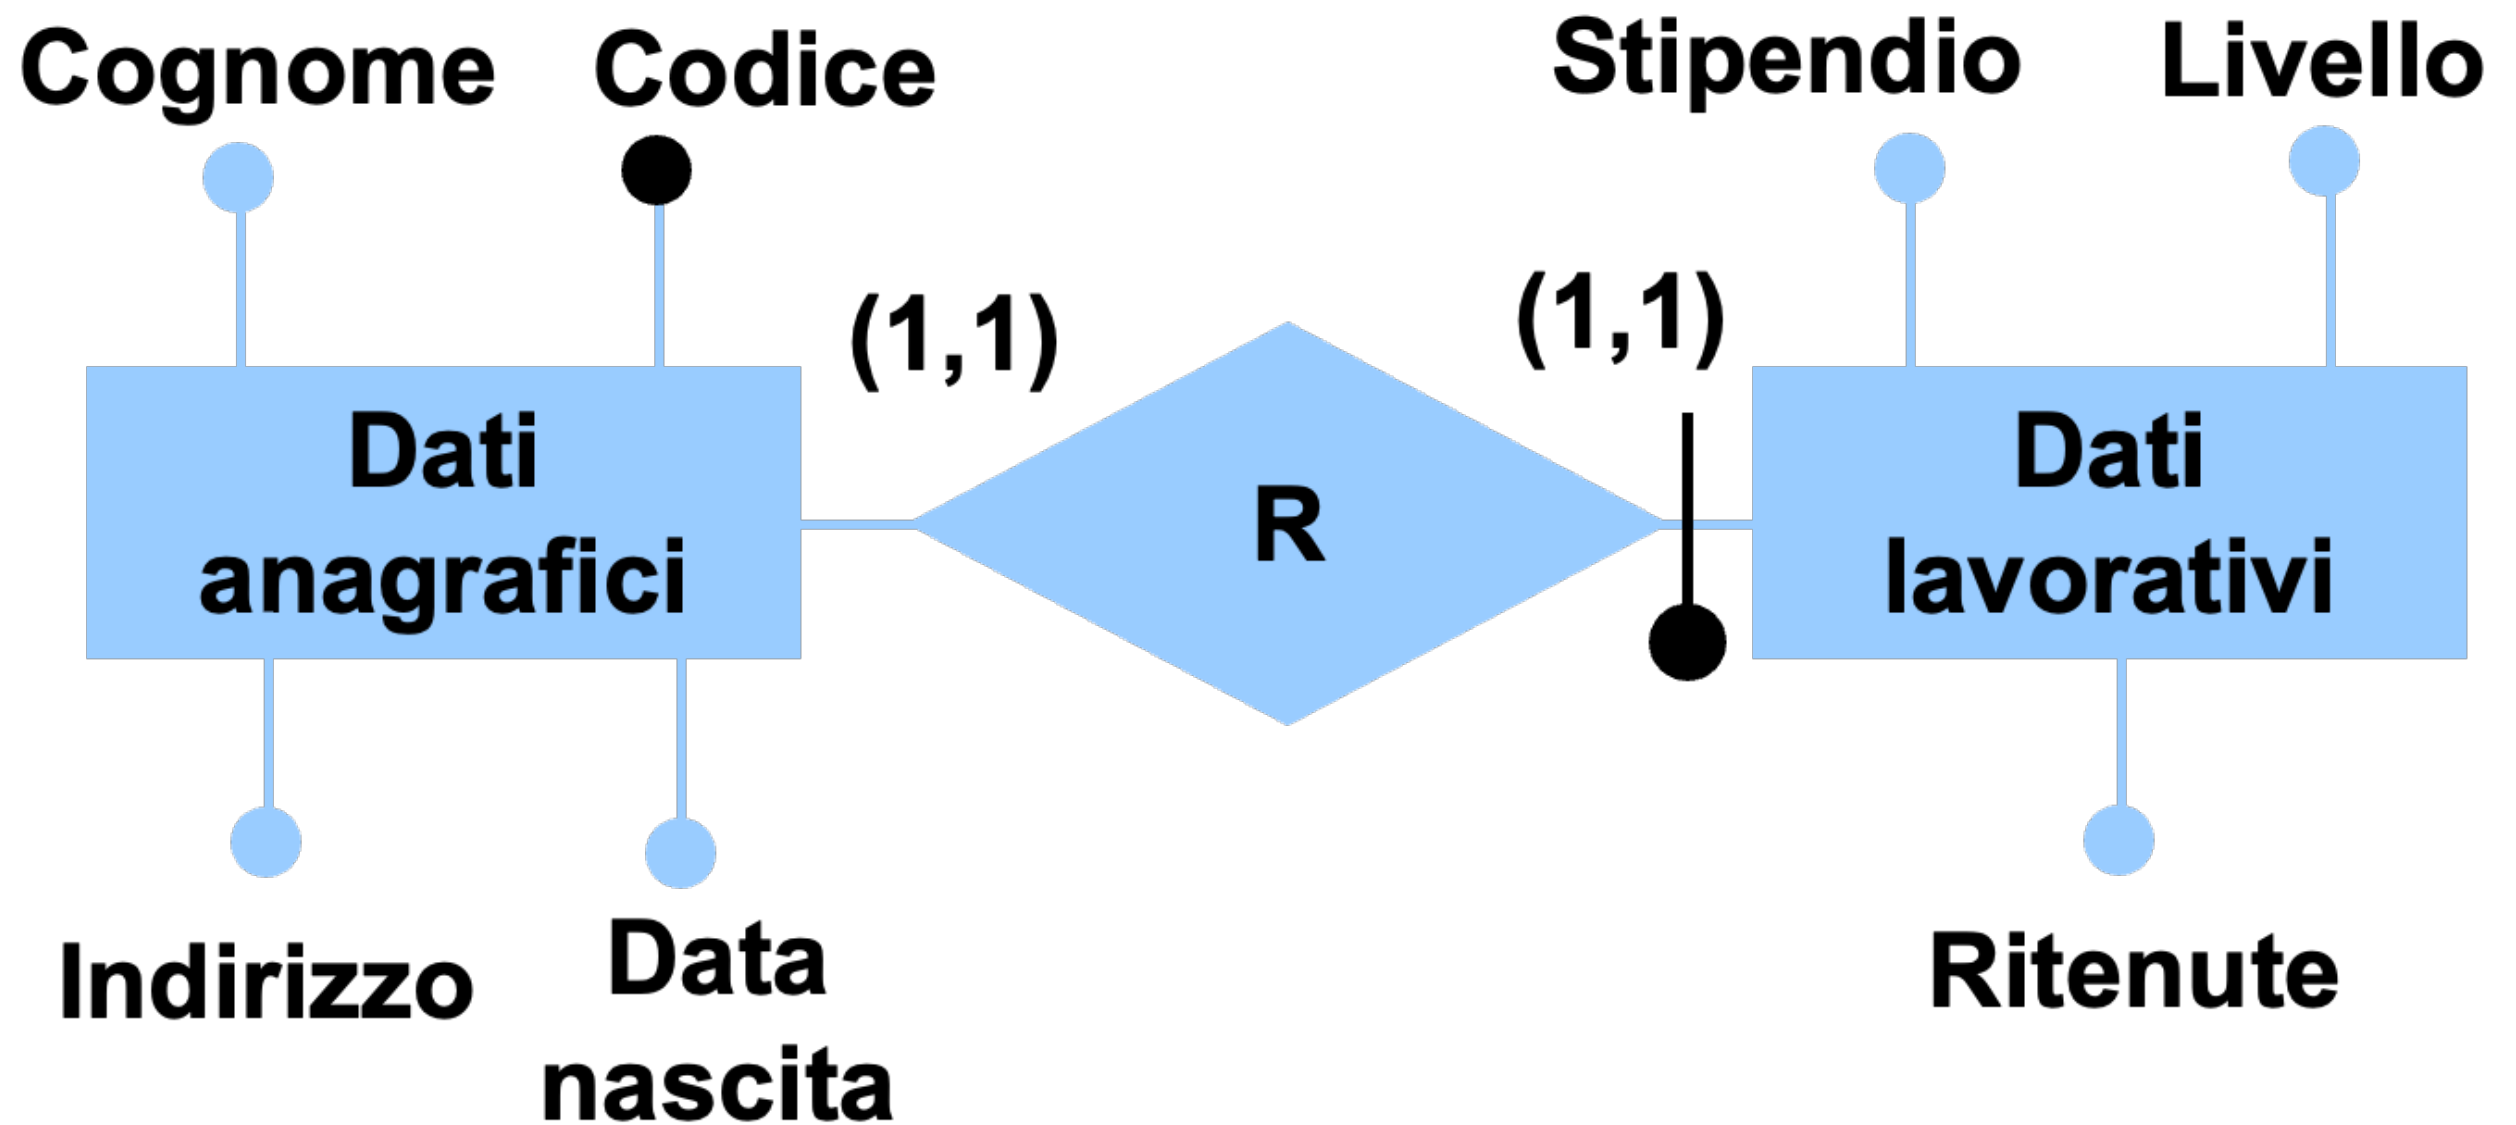 Cognome
Codice
Stipendio
Livello
(1,1)
(1,1)
Dati
anagrafici
R
Dati
lavorativi
Indirizzo
Data
nascita
Ritenute